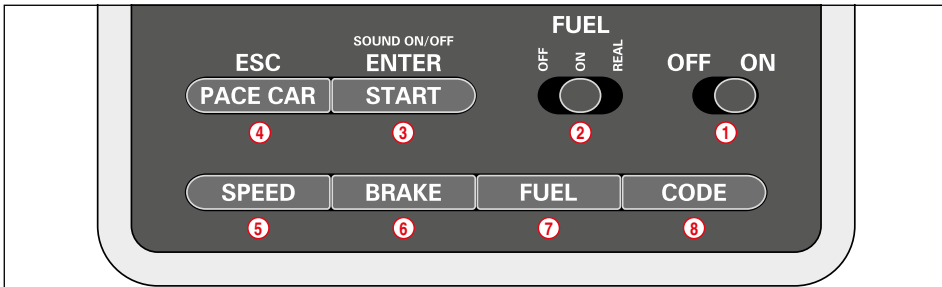 FUEL
SOUND ON/OFF
OFF
ON
REAL
ESC
ENTER
OFF ON
PACE CAR
START
4
3
2
1
SPEED
BRAKE
FUEL
CODE
5
6
7
8